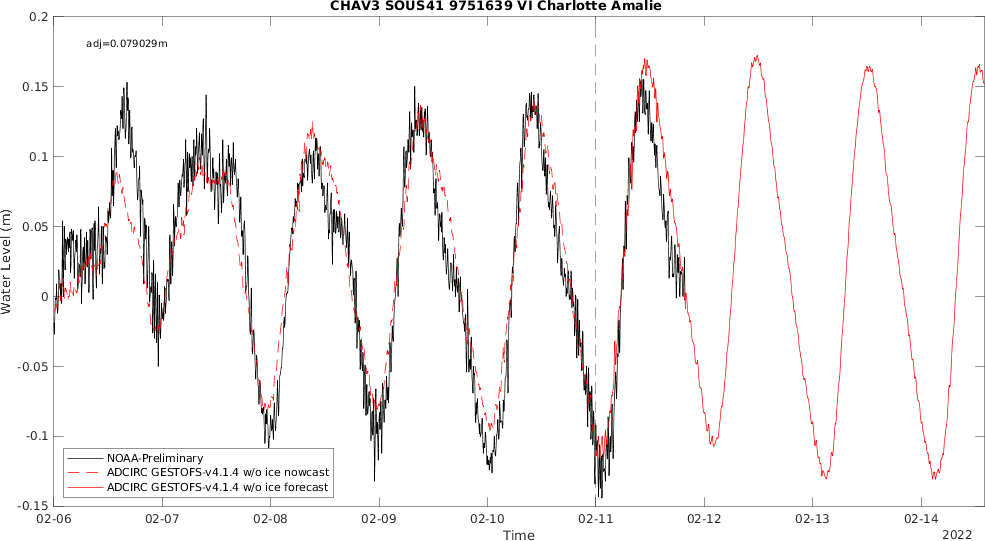 CHAV3 SOUS41 9751639 VI Charlotte Amalie
0.2
adj=0.079029m
0.15
0.1
0.05
0
-0.05
-0.1
-0.15
Water Level (m)
NOAA-Preliminary
ADCIRC GESTOFS-v4.1.4 w/o ice nowcast
ADCIRC GESTOFS-v4.1.4 w/o ice forecast
02-06 02-07 02-08 02-09 02-10 02-11 02-12 02-13 02-14
Time
2022